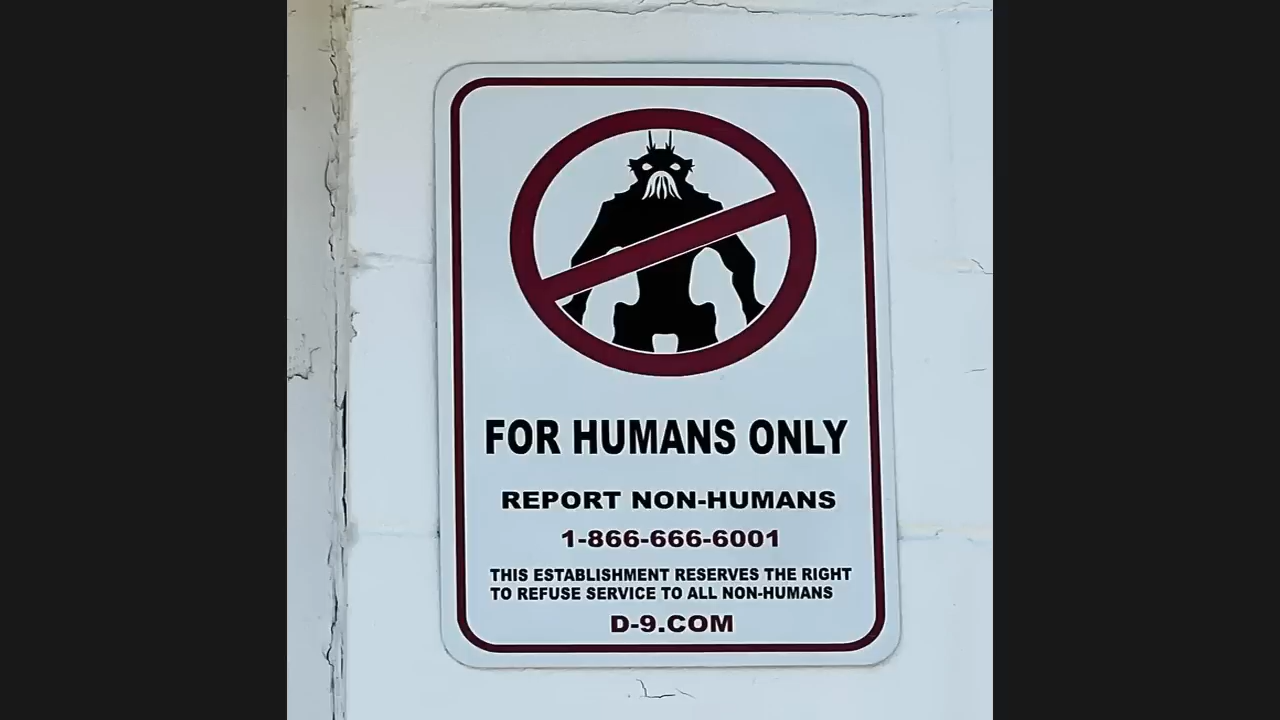 FOR HUMANS ONLY
REPORT NON-HUMANS
1-866-666-6001
THIS ESTABLISHMENT RESERVES THE RIGHT
TO REFUSE SERVICE TO ALL NON-HUMANS
D-9.COM